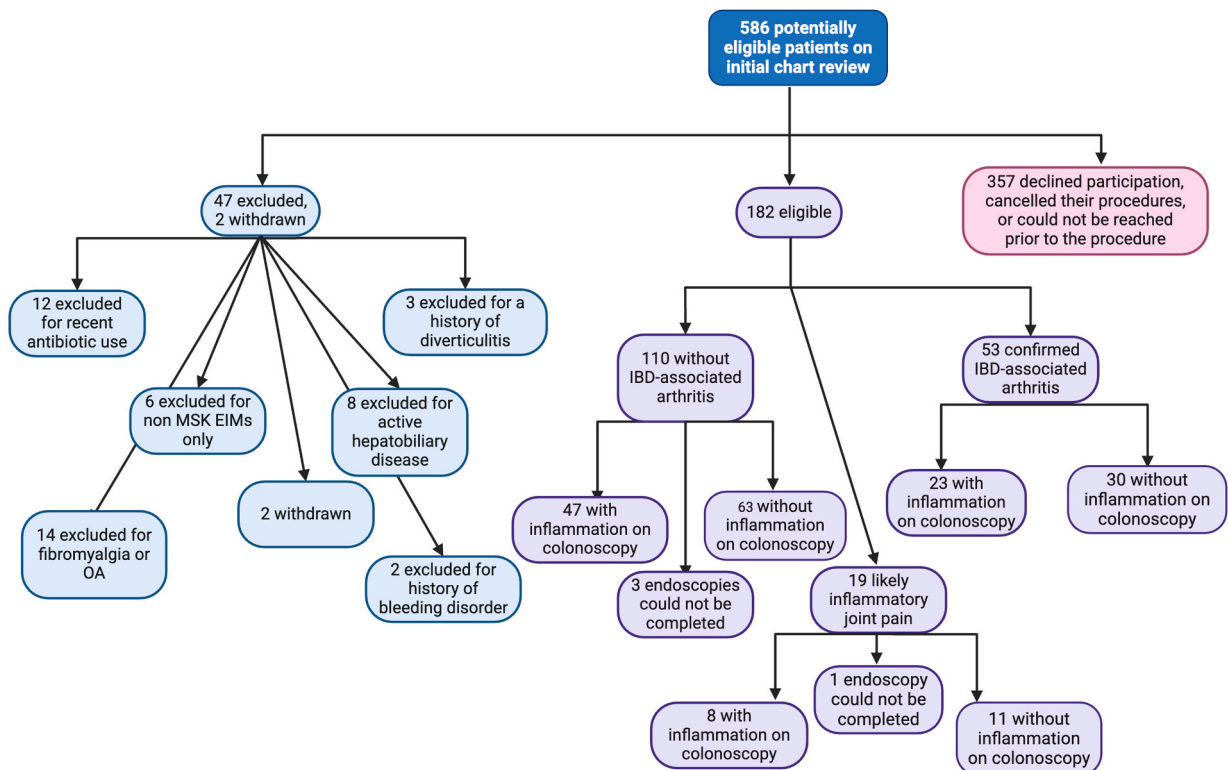 586 potentially
eligible patients on
initial chart review
47 excluded,
2 withdrawn
182 eligible
357 declined participation,
cancelled their procedures,
or could not be reached
prior to the procedure
12 excluded
for recent
antibiotic use
3 excluded for a
history of
diverticulitis
6 excluded for
non MSK EIMs
only
8 excluded for
active
hepatobiliary
disease
14 excluded for
fibromyalgia or
OA
2 withdrawn
2 excluded for
history of
bleeding disorder
110 without
IBD-associated
arthritis
53 confirmed
IBD-associated
arthritis
47 with
inflammation on
colonoscopy
63 without
inflammation
on colonoscopy
3 endoscopies
could not be
completed
23 with
inflammation
on colonoscopy
30 without
inflammation on
colonoscopy
19 likely
inflammatory
joint pain
8 with
inflammation on
colonoscopy
1 endoscopy
could not be
completed
11 without
inflammation
on colonoscopy